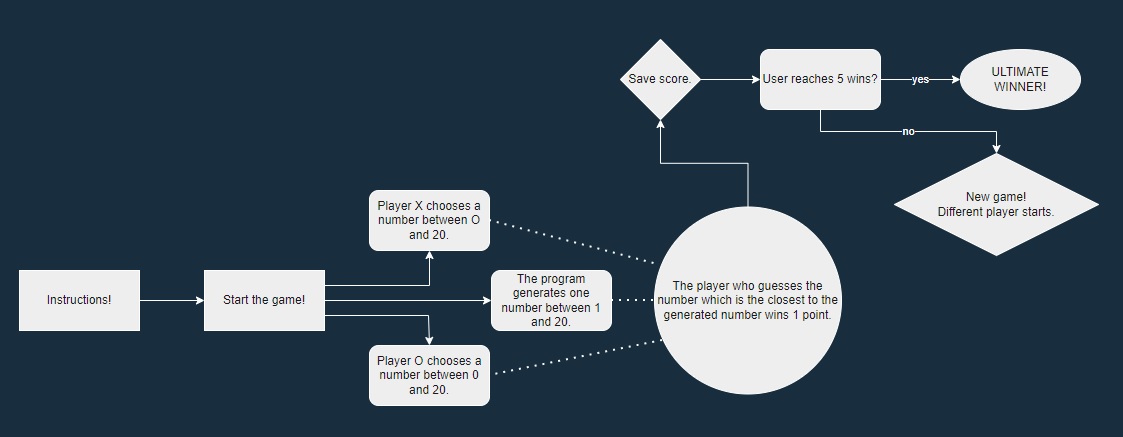 Save score.
User reaches 5 wins?
yes
ULTIMATE
WINNER!
no
New game!
Different player starts.
Player X chooses a
number between O
and 20.
Instructions!
Start the game!
The program
generates one
number between 1
and 20.
The player who guesses the
number which is the closest to the
generated number wins 1 point.
Player O chooses a
number between 0
and 20.